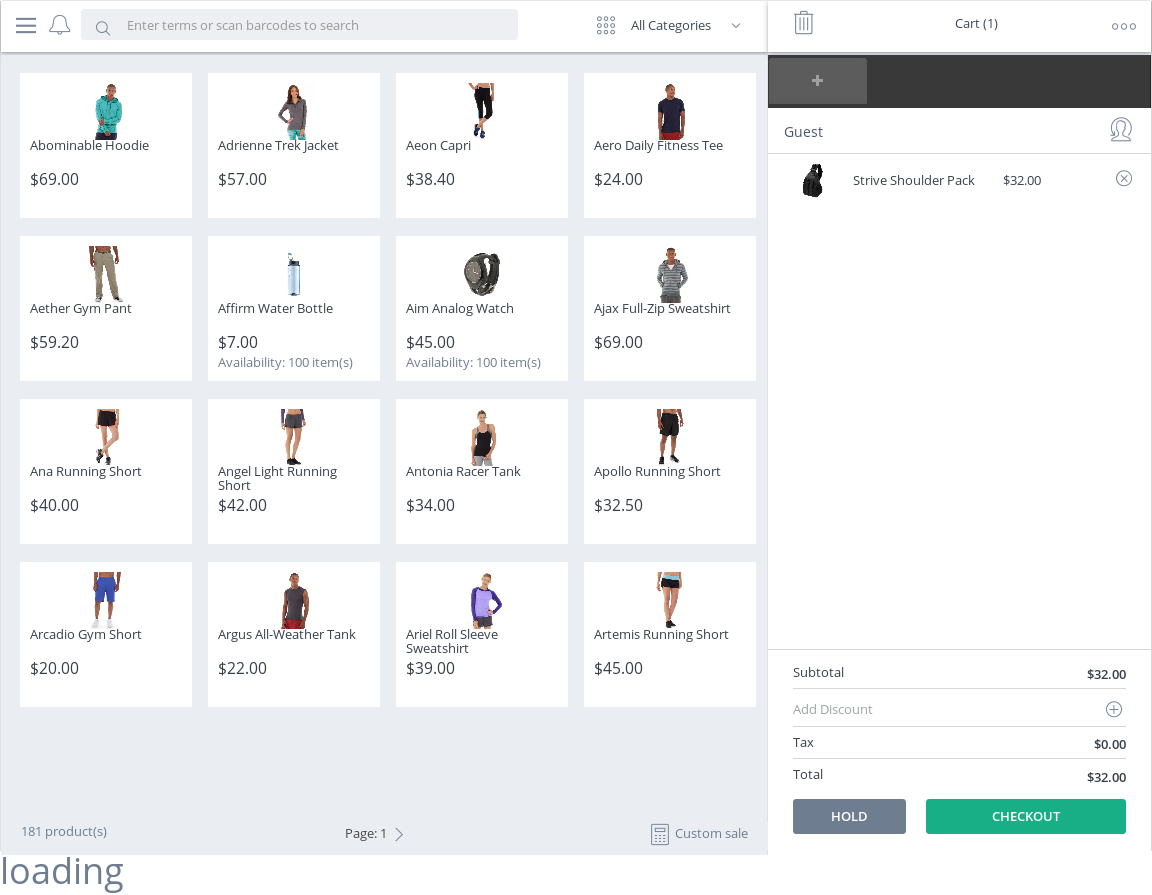 Enter terms or scan barcodes to search
All Categories
Cart (1)
+
Guest
Strive Shoulder Pack $32.00
Abominable Hoodie
$69.00
Adrienne Trek Jacket
$57.00
Aeon Capri
$38.40
Aero Daily Fitness Tee
$24.00
Aether Gym Pant
$59.20
Affirm Water Bottle
$7.00
Availability: 100 item(s)
Aim Analog Watch
$45.00
Availability: 100 item(s)
Ajax Full-Zip Sweatshirt
$69.00
Ana Running Short
$40.00
Angel Light Running
Short
$42.00
Antonia Racer Tank
$34.00
Apollo Running Short
$32.50
Arcadio Gym Short
$20.00
Argus All-Weather Tank
$22.00
Ariel Roll Sleeve
Sweatshirt
$39.00
Artemis Running Short
$45.00
Subtotal $32.00
Add Discount
Tax $0.00
Total $32.00
HOLD
CHECKOUT
181 product(s)
Page: 1
Custom sale
loading